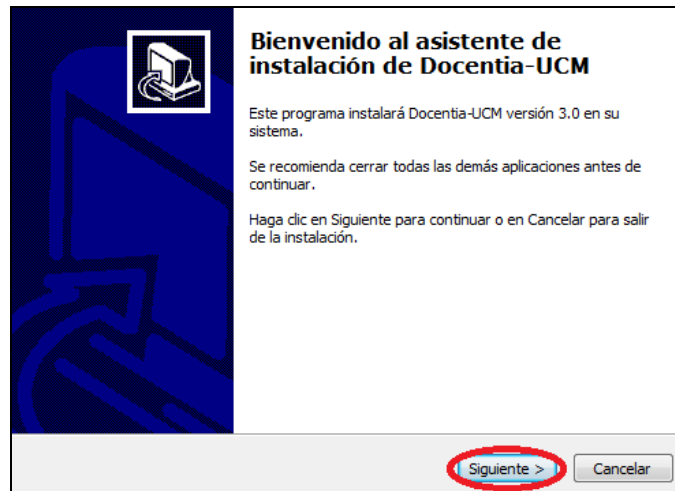 Bienvenido al asistente de
instalación de Docentia-UCM
Este programa instalará Docentia-UCM versión 3.0 en su
sistema.
Se recomienda cerrar todas las demás aplicaciones antes de
continuar.
Haga clic en Siguiente para continuar o en Cancelar para salir
de la instalación.
Siguiente >
Cancelar